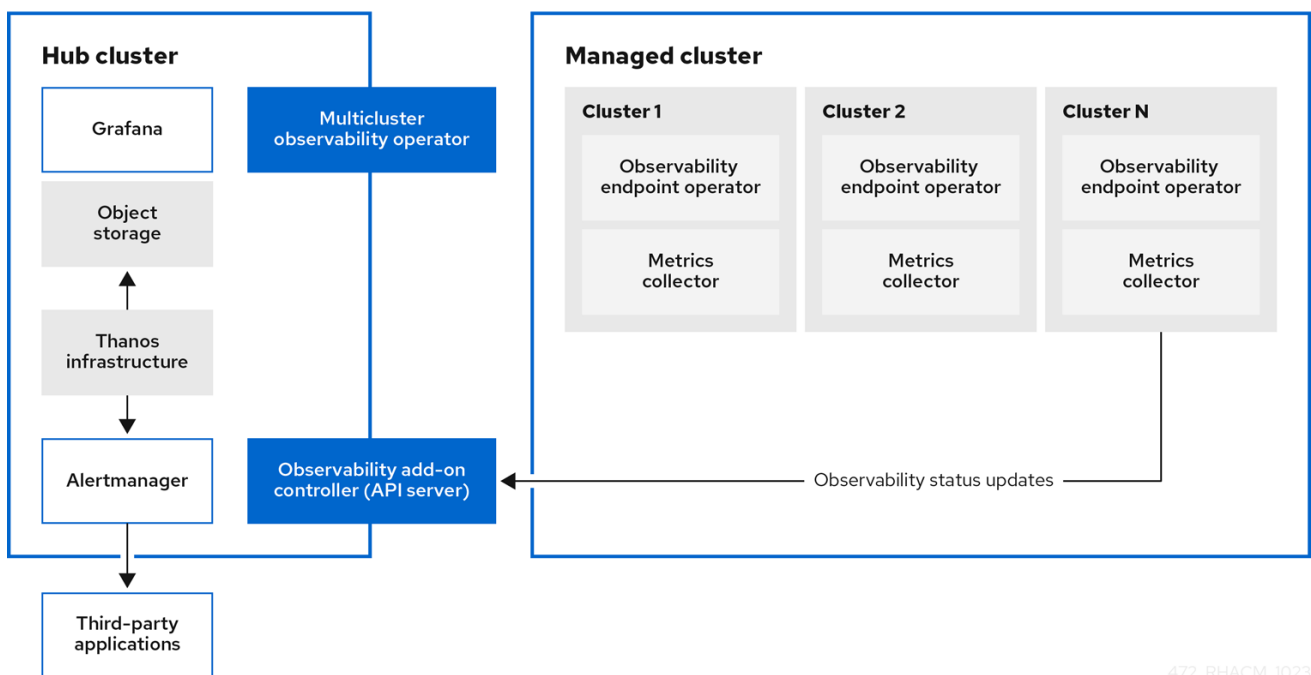 Hub cluster
Grafana
Object
storage
Thanos
infrastructure
Alertmanager
Third-party
applications
Multicluster
observability operator
Observability add-on
controller (API server)
Managed cluster
Cluster 1
Observability
endpoint operator
Metrics
collector
Cluster 2
Observability
endpoint operator
Metrics
collector
Cluster N
Observability
endpoint operator
Metrics
collector
Observability status updates
472_RHACM_1023